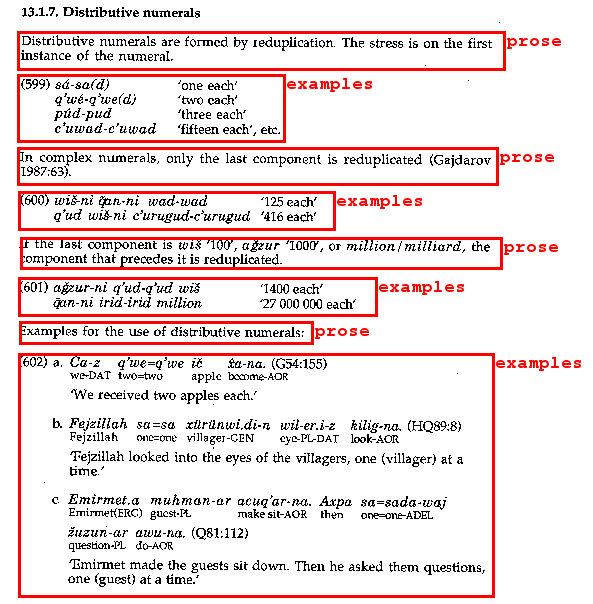 13.1.7. Distributive numerals
Distributive numerals are formed by reduplication. The stress is on the first prose
instance of the numeral.
(599) sá-sa(d) 'one each' examples
q'wé-q'we(d) 'two each'
púd-pud 'three each'
c'uwad-c'uwad 'fifteen each', etc.
In complex numerals, only the last component is reduplicated (Gajdarov prose
1987:63).
(600) wiš-ni q̃an-ni wad-wad '125 each' examples
q'ud wiš-ni c'urugud-c'urugud '416 each'
If the last component is wiš '100', ağzur '1000', or million/milliard, the prose
component that precedes it is reduplicated.
(601) ağzur-ni q'ud-q'ud wiš '1400 each' examples
q̃an-ni irid-irid million '27 000 000 each'
Examples for the use of distributive numerals: prose
(602) a. Ca-z q'we=q'we ič x̂a-na. (G54:155) examples
we-DAT two=two apple become-AOR
'We received two apples each.'
b. Fejzillah sa=sa xürünwi.di-n wil-er.i-z kilig-na. (HQ89:8)
Fejzillah one=one villager-GEN eye-PL-DAT look-AOR
'Fejzillah looked into the eyes of the villagers, one (villager) at a
time.'
c. Emirmet.a muhman-ar acuq'ar-na. Axpa sa=sada-waj
Emirmet(ERG) guest-PL make sit-AOR then one=one-ADEL
žuzun-ar awu-na. (Q81:112)
question-PL do-AOR
'Emirmet made the guests sit down. Then he asked them questions,
one (guest) at a time.'